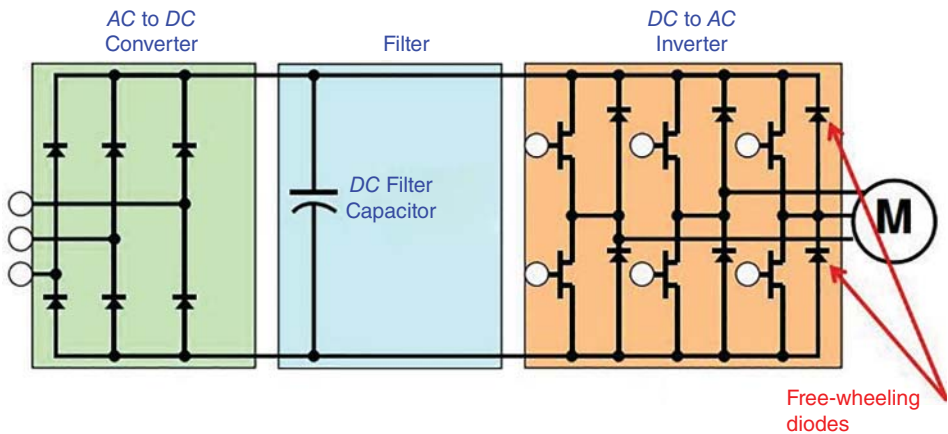 AC to DC
Converter
Filter
DC to AC
Inverter
DC Filter
Capacitor
M
Free-wheeling
diodes